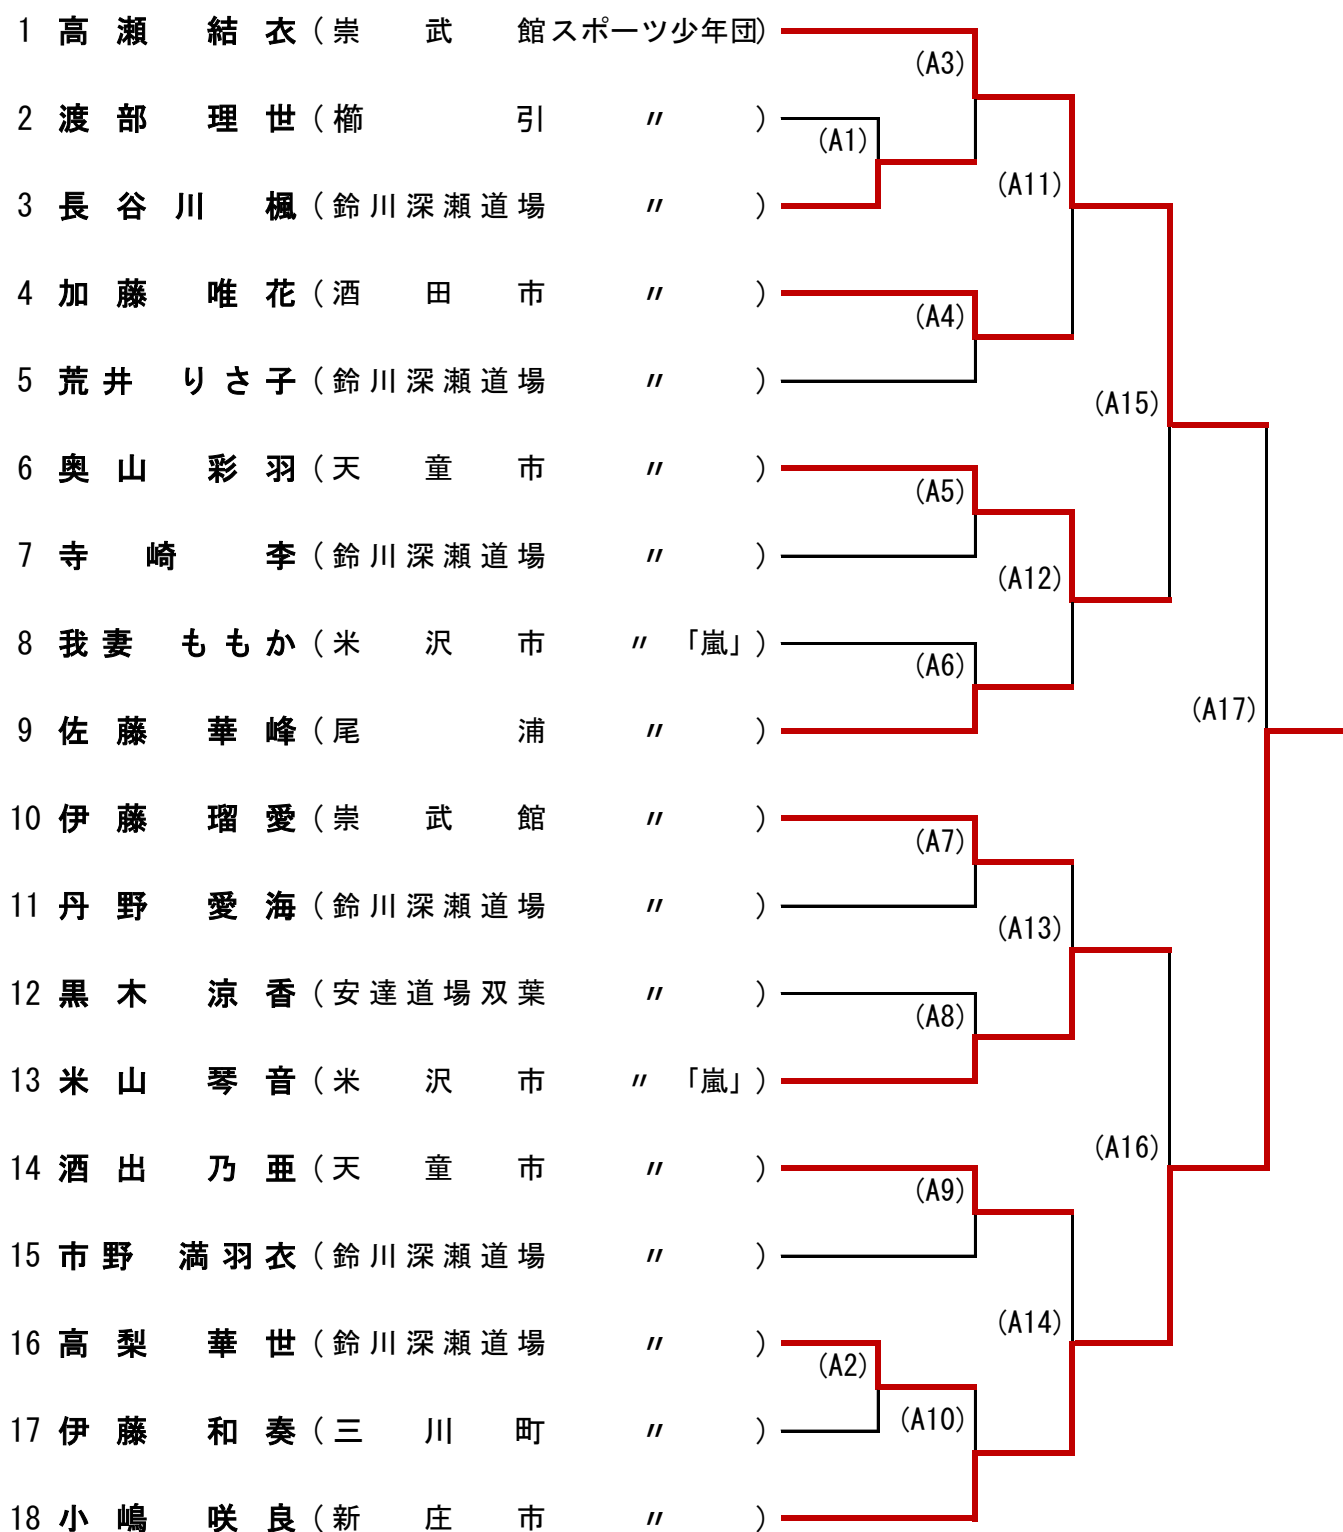 1 高瀬 結衣（崇武館スポーツ少年団）
(A3)
2 渡部 理世（櫛引 〃）
(A1)
3 長谷川 楓（鈴川深瀬道場 〃）
(A11)
4 加藤 唯花（酒田市 〃）
(A4)
5 荒井 りさ子（鈴川深瀬道場 〃）
(A15)
6 奥山 彩羽（天童市 〃）
(A5)
7 寺崎 李（鈴川深瀬道場 〃）
(A12)
8 我妻 ももか（米沢市 〃「嵐」）
(A6)
9 佐藤 華峰（尾浦 〃）
(A17)
10 伊藤 瑠愛（崇武館 〃）
(A7)
11 丹野 愛海（鈴川深瀬道場 〃）
(A13)
12 黒木 涼香（安達道場双葉 〃）
(A8)
13 米山 琴音（米沢市 〃「嵐」）
(A16)
14 酒出 乃亜（天童市 〃）
(A9)
15 市野 満羽衣（鈴川深瀬道場 〃）
(A14)
16 高梨 華世（鈴川深瀬道場 〃）
(A2)
17 伊藤 和奏（三川町 〃）
(A10)
18 小嶋 咲良（新庄市 〃）